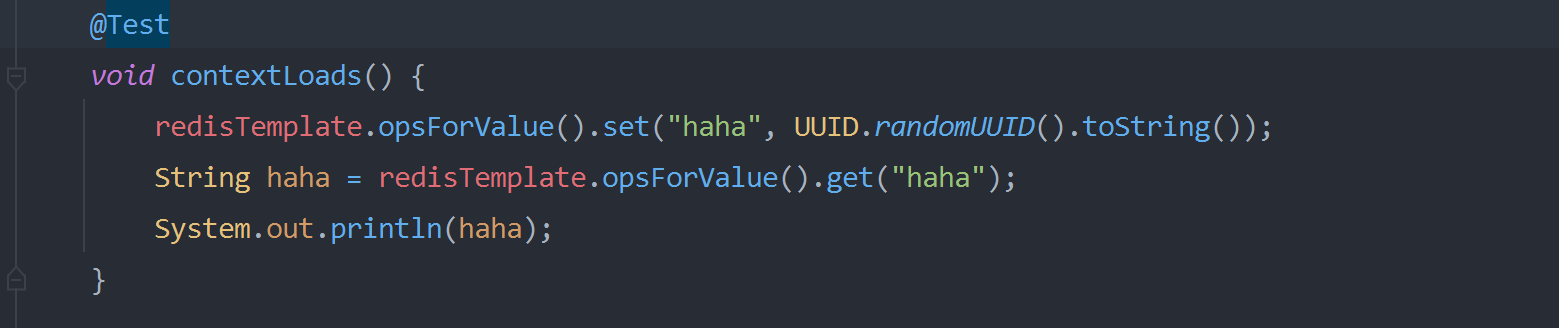 @Test
void contextLoads() {
redisTemplate.opsForValue().set("haha", UUID.randomUUID().toString());
String haha = redisTemplate.opsForValue().get("haha");
System.out.println(haha);
}